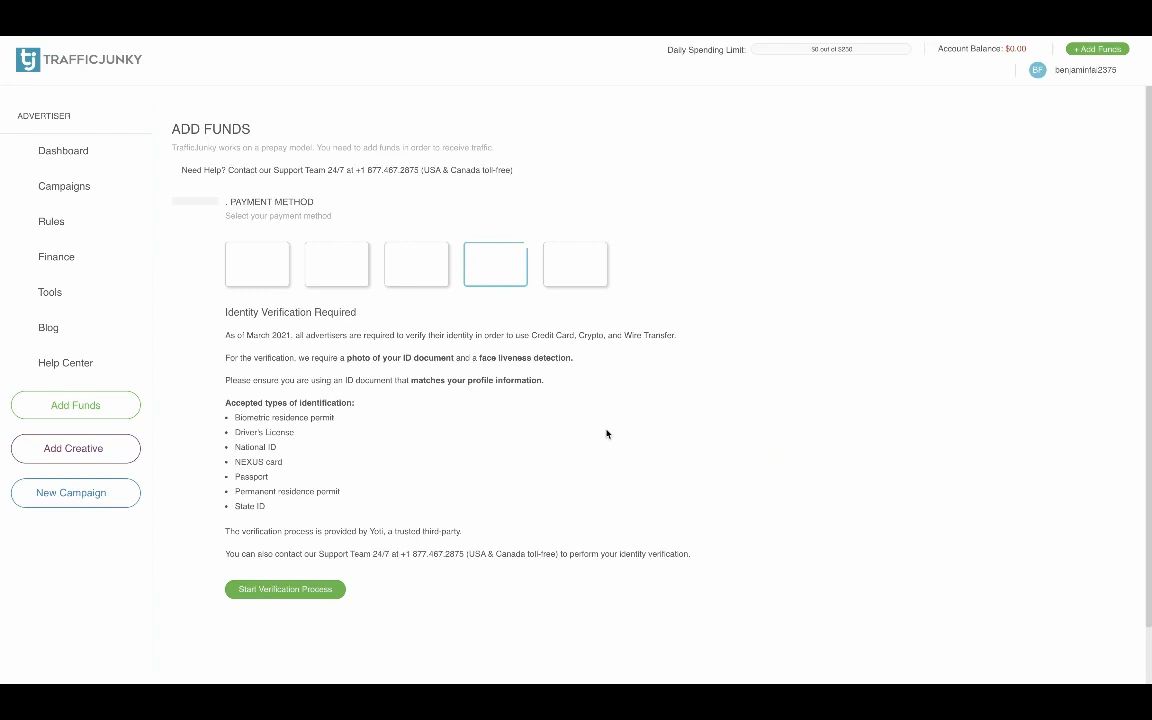 TRAFFICJUNKY
Daily Spending Limit: $0 out of $250
Account Balance: $0.00
+ Add Funds
BF benjaminfai2375
ADVERTISER
Dashboard
Campaigns
Rules
Finance
Tools
Blog
Help Center
Add Funds
Add Creative
New Campaign
ADD FUNDS
TrafficJunky works on a prepay model. You need to add funds in order to receive traffic.
Need Help? Contact our Support Team 24/7 at +1 877.467.2875 (USA & Canada toll-free)
. PAYMENT METHOD
Select your payment method
Identity Verification Required
As of March 2021, all advertisers are required to verify their identity in order to use Credit Card, Crypto, and Wire Transfer.
For the verification, we require a photo of your ID document and a face liveness detection.
Please ensure you are using an ID document that matches your profile information.
Accepted types of identification:
• Biometric residence permit
• Driver's License
• National ID
• NEXUS card
• Passport
• Permanent residence permit
• State ID
The verification process is provided by Yoti, a trusted third-party.
You can also contact our Support Team 24/7 at +1 877.467.2875 (USA & Canada toll-free) to perform your identity verification.
Start Verification Process